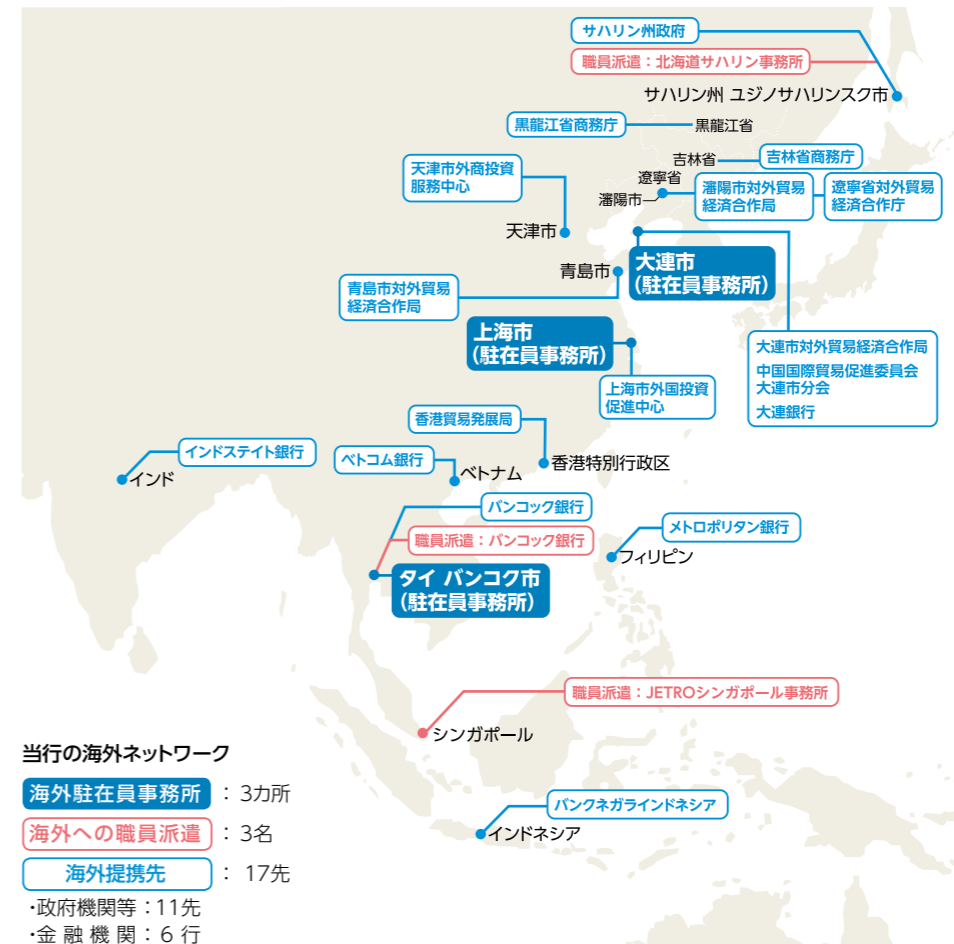 サハリン州政府
職員派遣：北海道サハリン事務所
サハリン州 ユジノサハリンスク市
黒龍江省商務庁
黒龍江省
吉林省
吉林省商務庁
天津市外商投資
服務中心
遼寧省
瀋陽市
瀋陽市対外貿易
経済合作局
遼寧省対外貿易
経済合作庁
天津市
大連市
（駐在員事務所）
青島市
青島市対外貿易
経済合作局
上海市
（駐在員事務所）
大連市対外貿易経済合作局
中国国際貿易促進委員会
大連市分会
大連銀行
上海市外国投資
促進中心
香港貿易発展局
インドステイト銀行
インド
ベトコム銀行
ベトナム
香港特別行政区
バンコック銀行
職員派遣：バンコック銀行
メトロポリタン銀行
フィリピン
タイ バンコク市
（駐在員事務所）
職員派遣：JETROシンガポール事務所
シンガポール
バンクネガラインドネシア
インドネシア
当行の海外ネットワーク
海外駐在員事務所 ： 3カ所
海外への職員派遣 ： 3名
海外提携先 ： 17先
・政府機関等：11先
・金融機関：6行